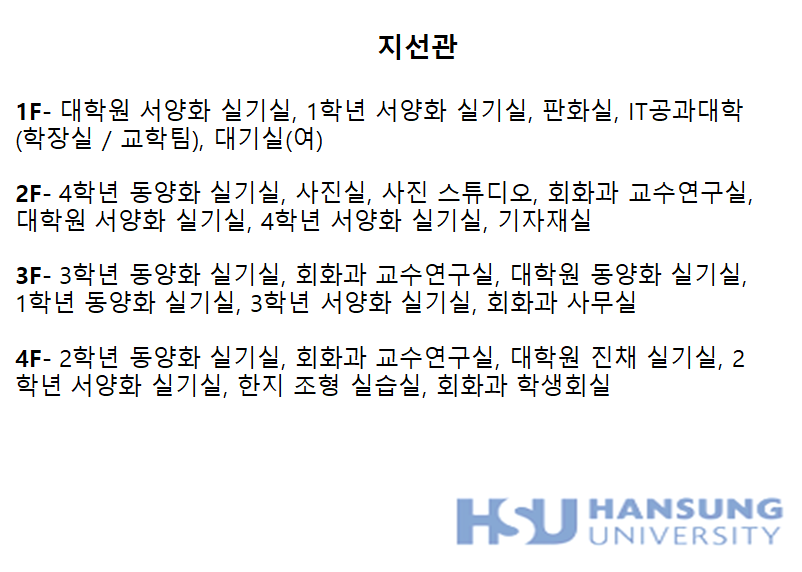 지선관
1F- 대학원 서양화 실기실, 1학년 서양화 실기실, 판화실, IT공과대학
(학장실 / 교학팀), 대기실(여)
2F- 4학년 동양화 실기실, 사진실, 사진 스튜디오, 회화과 교수연구실,
대학원 서양화 실기실, 4학년 서양화 실기실, 기자재실
3F- 3학년 동양화 실기실, 회화과 교수연구실, 대학원 동양화 실기실,
1학년 동양화 실기실, 3학년 서양화 실기실, 회화과 사무실
4F- 2학년 동양화 실기실, 회화과 교수연구실, 대학원 진채 실기실, 2
학년 서양화 실기실, 한지 조형 실습실, 회화과 학생회실
HSU HANSUNG
UNIVERSITY